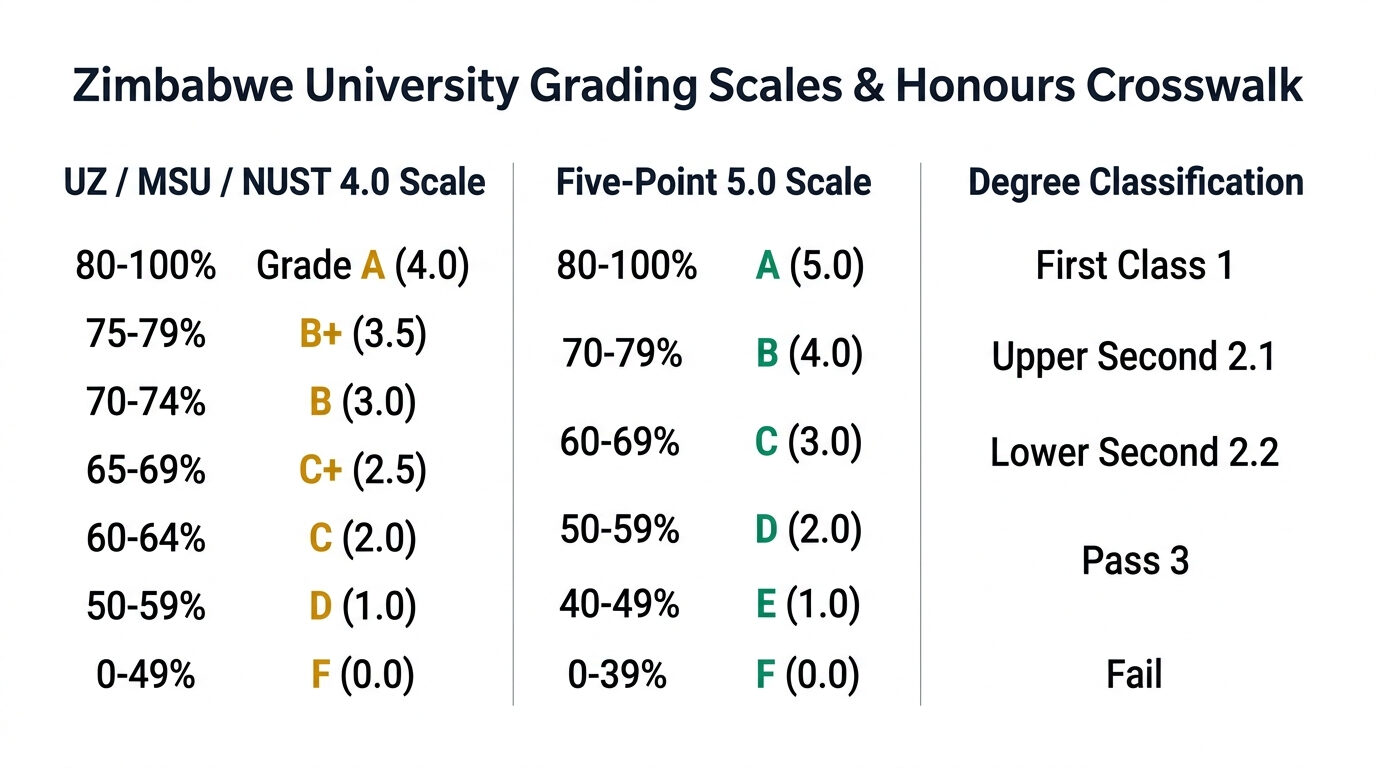 Zimbabwe University Grading Scales & Honours Crosswalk
UZ / MSU / NUST 4.0 Scale
80-100% Grade A (4.0)
75-79% B+ (3.5)
70-74% B (3.0)
65-69% C+ (2.5)
60-64% C (2.0)
50-59% D (1.0)
0-49% F (0.0)
Five-Point 5.0 Scale
80-100% A (5.0)
70-79% B (4.0)
60-69% C (3.0)
50-59% D (2.0)
40-49% E (1.0)
0-39% F (0.0)
Degree Classification
First Class 1
Upper Second 2.1
Lower Second 2.2
Pass 3
Fail